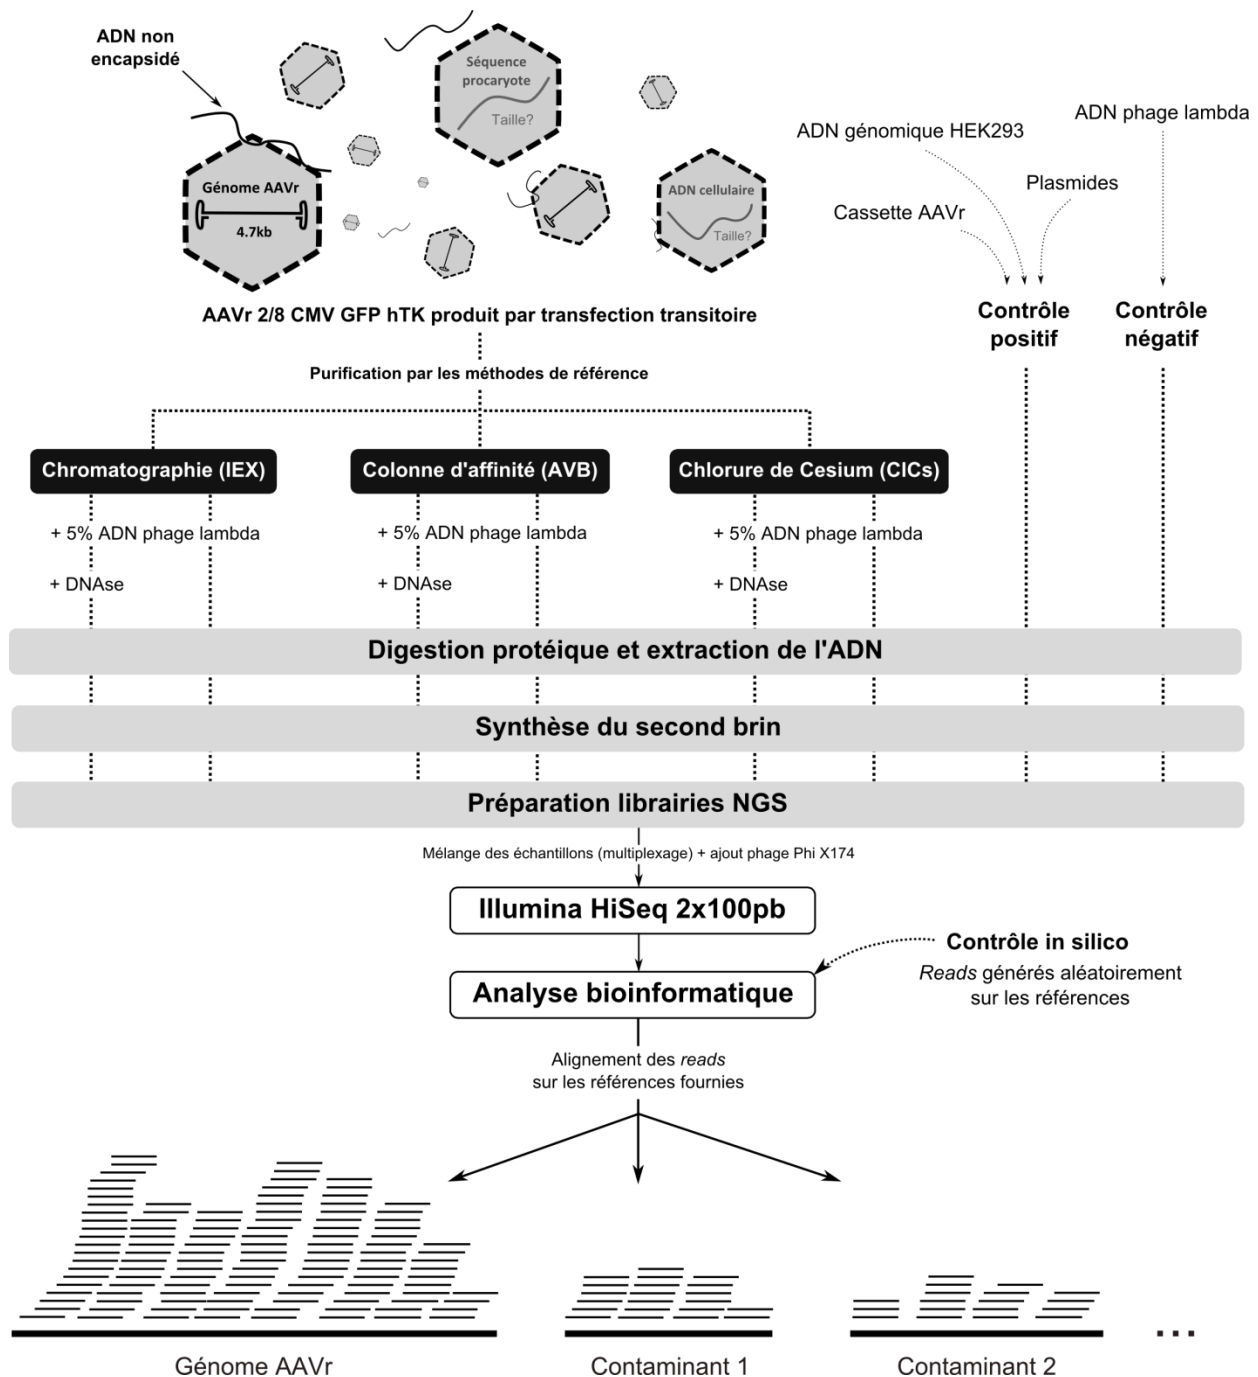 ADN non
encapsidé
Séquence
procaryote
Taille?
Génome AAVr
4.7kb
ADN cellulaire
Taille?
ADN phage lambda
ADN génomique HEK293
Plasmides
Cassette AAVr
Contrôle
positif
Contrôle
négatif
AAVr 2/8 CMV GFP hTK produit par transfection transitoire
Purification par les méthodes de référence
Chromatographie (IEX)
Colonne d'affinité (AVB)
Chlorure de Cesium (ClCs)
+ 5% ADN phage lambda
+ 5% ADN phage lambda
+ 5% ADN phage lambda
+ DNAse
+ DNAse
+ DNAse
Digestion protéique et extraction de l'ADN
Synthèse du second brin
Préparation librairies NGS
Mélange des échantillons (multiplexage) + ajout phage Phi X174
Illumina HiSeq 2x100pb
Contrôle in silico
Reads générés aléatoirement
sur les références
Analyse bioinformatique
Alignement des reads
sur les références fournies
Génome AAVr
Contaminant 1
Contaminant 2
...